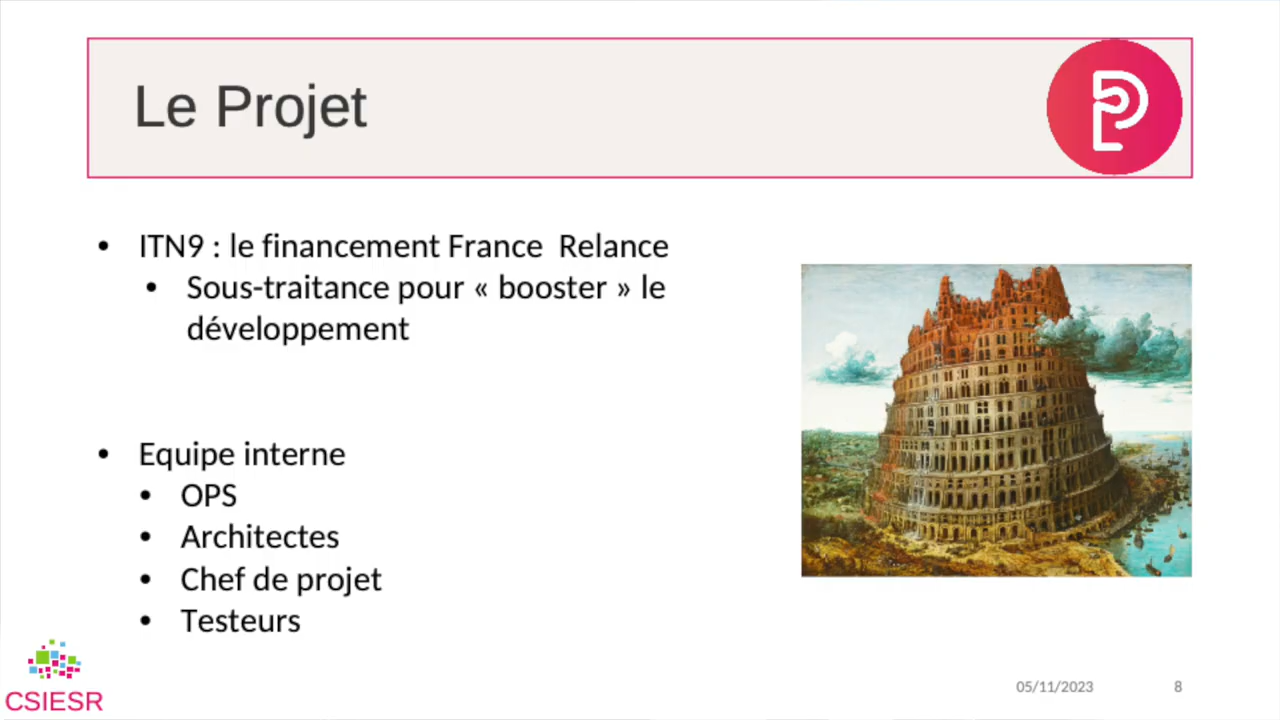 Le Projet
• ITN9 : le financement France  Relance
• Sous-traitance pour « booster » le
développement
• Equipe interne
• OPS
• Architectes
• Chef de projet
• Testeurs
CSIESR
05/11/2023
8